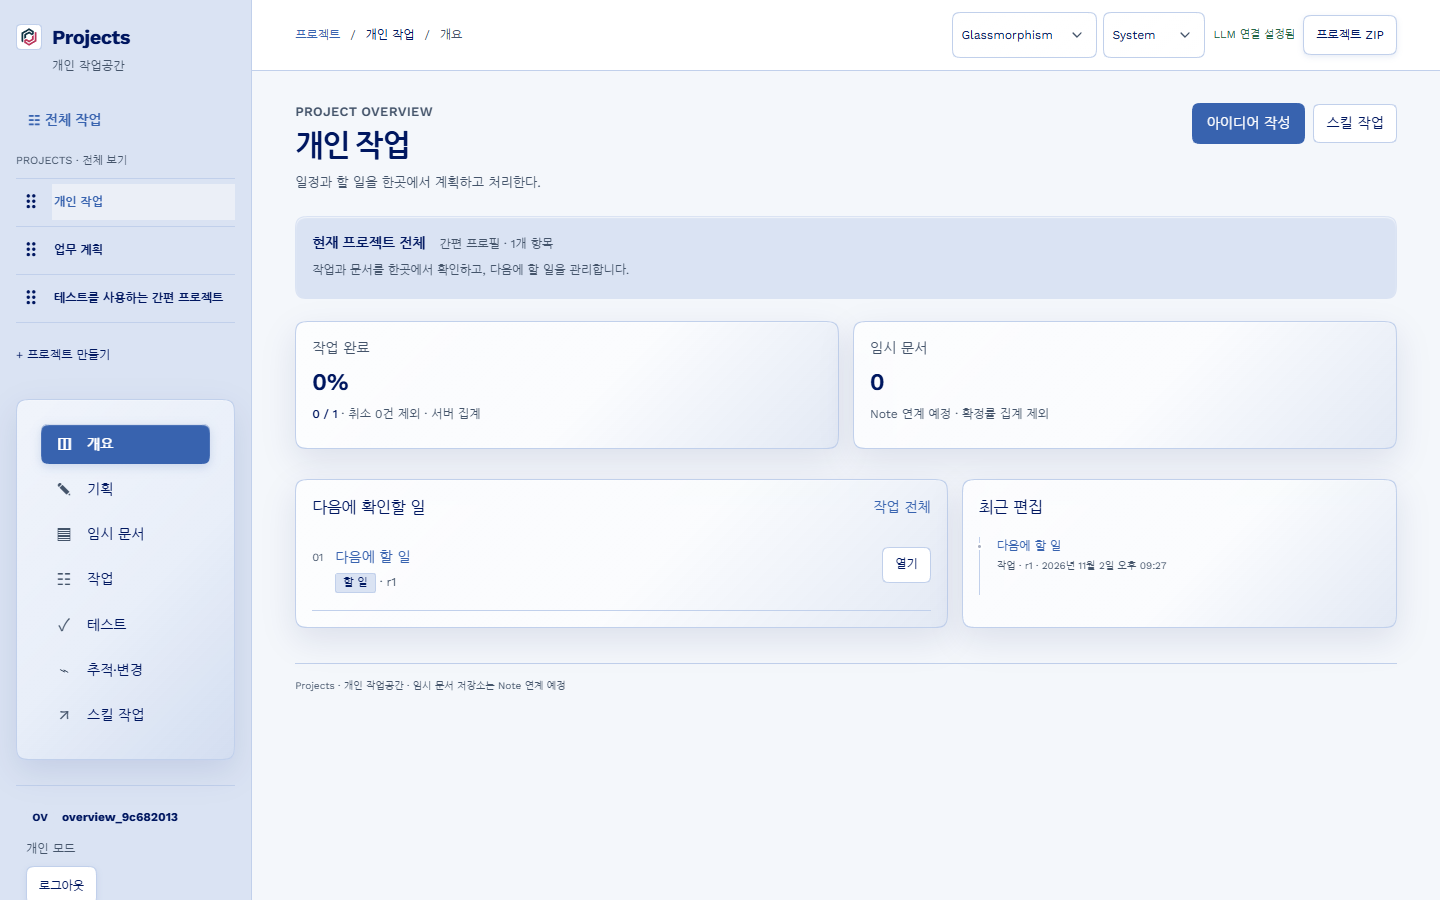 Projects
개인 작업공간
전체 작업
PROJECTS · 전체 보기
개인 작업
업무 계획
테스트를 사용하는 간편 프로젝트
+ 프로젝트 만들기
개요
기획
임시 문서
작업
테스트
추적·변경
스킬 작업
OV overview_9c682013
개인 모드
로그아웃
프로젝트 / 개인 작업 / 개요
Glassmorphism
System
LLM 연결 설정됨
프로젝트 ZIP
PROJECT OVERVIEW
개인 작업
일정과 할 일을 한곳에서 계획하고 처리한다.
아이디어 작성
스킬 작업
현재 프로젝트 전체 간편 프로필 · 1개 항목
작업과 문서를 한곳에서 확인하고, 다음에 할 일을 관리합니다.
작업 완료
0%
0 / 1 · 취소 0건 제외 · 서버 집계
임시 문서
0
Note 연계 예정 · 확정률 집계 제외
다음에 확인할 일
작업 전체
01 다음에 할 일
할 일 · r1
열기
최근 편집
다음에 할 일
작업 · r1 · 2026년 11월 2일 오후 09:27
Projects · 개인 작업공간 · 임시 문서 저장소는 Note 연계 예정